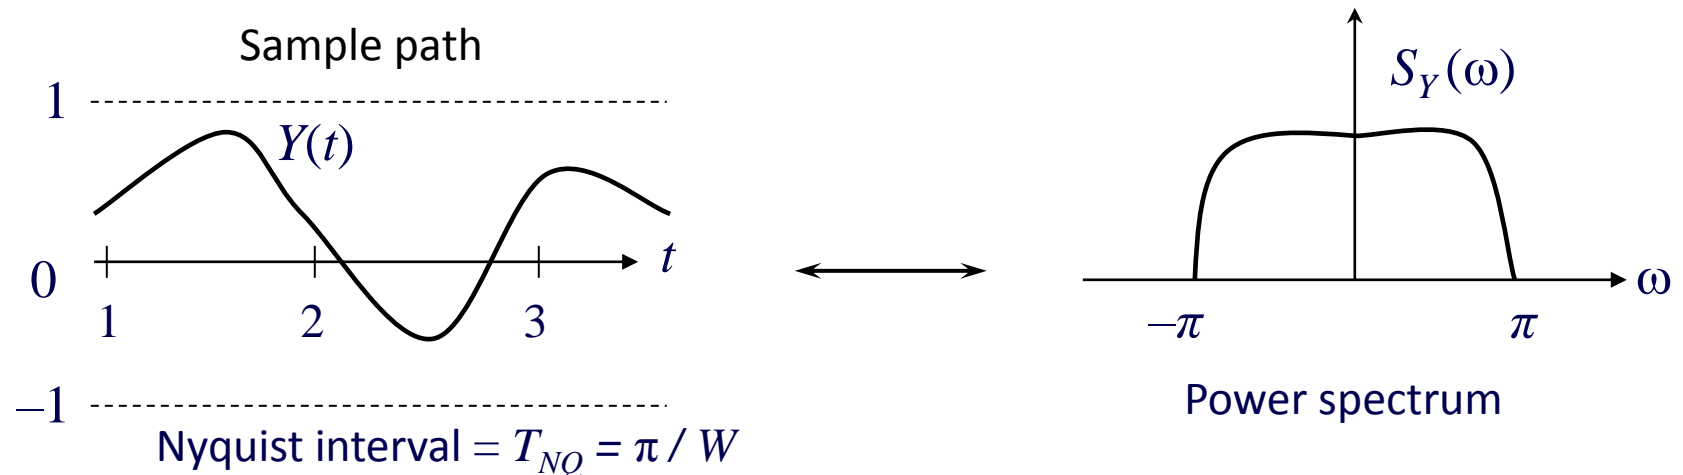 Sample path
1
Y(t)
0
t
1 2 3
–1
Nyquist interval = T_NQ = π / W
S_Y(ω)
ω
–π π
Power spectrum